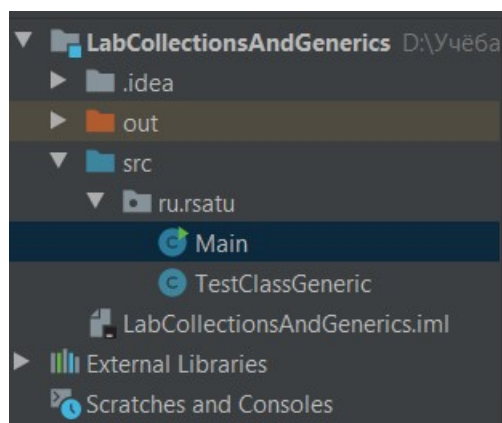 LabCollectionsAndGenerics D:\Учёба
.idea
out
src
ru.rsatu
Main
TestClassGeneric
LabCollectionsAndGenerics.iml
External Libraries
Scratches and Consoles